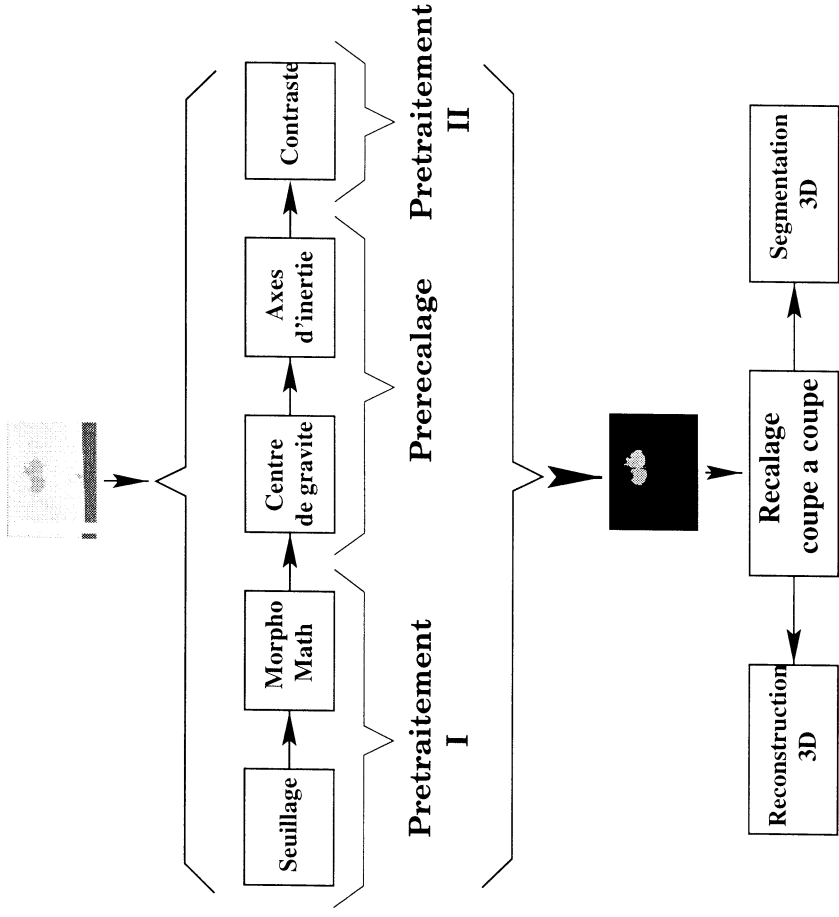 Seuillage
Morpho
Math
Centre
de gravite
Axes
d'inertie
Contraste
Pretraitement
I
Prerecalage
Pretraitement
II
Reconstruction
3D
Recalage
coupe a coupe
Segmentation
3D